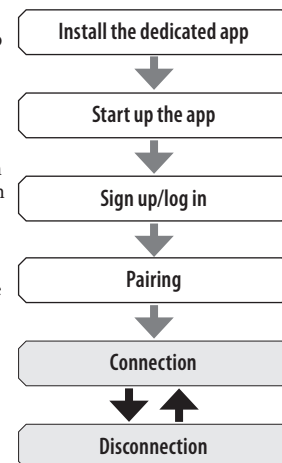 Install the dedicated app
Start up the app
Sign up/log in
Pairing
Connection
Disconnection